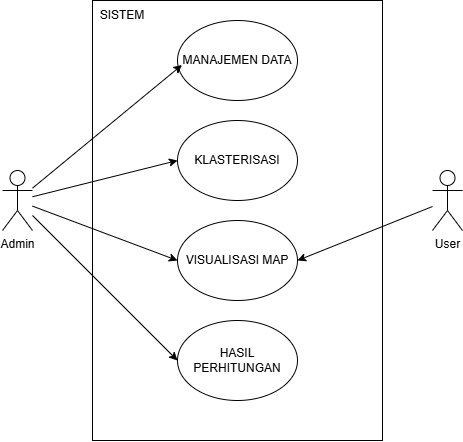 SISTEM
MANAJEMEN DATA
KLASTERISASI
Admin
User
VISUALISASI MAP
HASIL
PERHITUNGAN